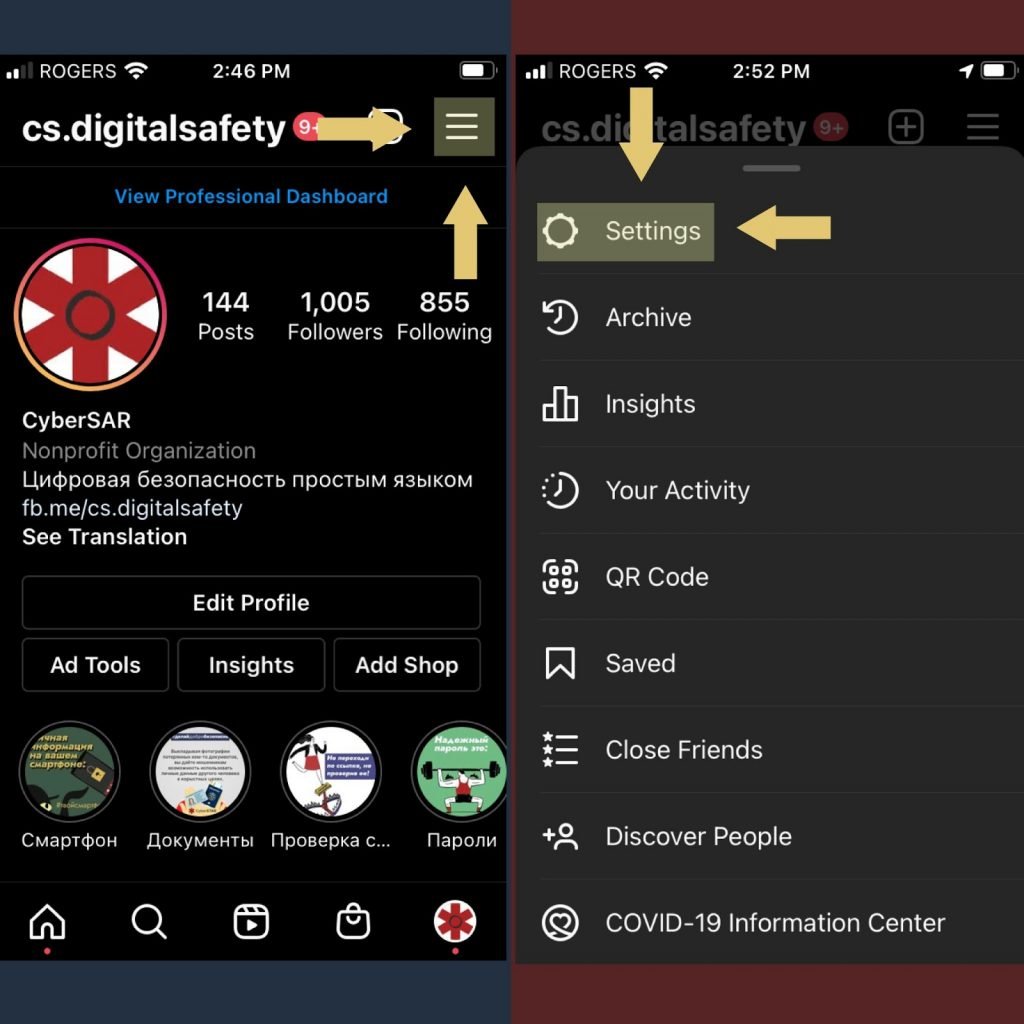 ROGERS 2:46 PM
cs.digitalsafety 9+
View Professional Dashboard
144 1,005 855
Posts Followers Following
CyberSAR
Nonprofit Organization
Цифровая безопасность простым языком
fb.me/cs.digitalsafety
See Translation
Edit Profile
Ad Tools Insights Add Shop
информация
на вашем
смартфоне:
Выкладывая фотографии
Не переходи
по ссылке, не
проверив ее!
Надежный
пароль это:
Смартфон Документы Проверка с... Пароли
ROGERS 2:52 PM
cs.digitalsafety 9+
Settings
Archive
Insights
Your Activity
QR Code
Saved
Close Friends
Discover People
COVID-19 Information Center